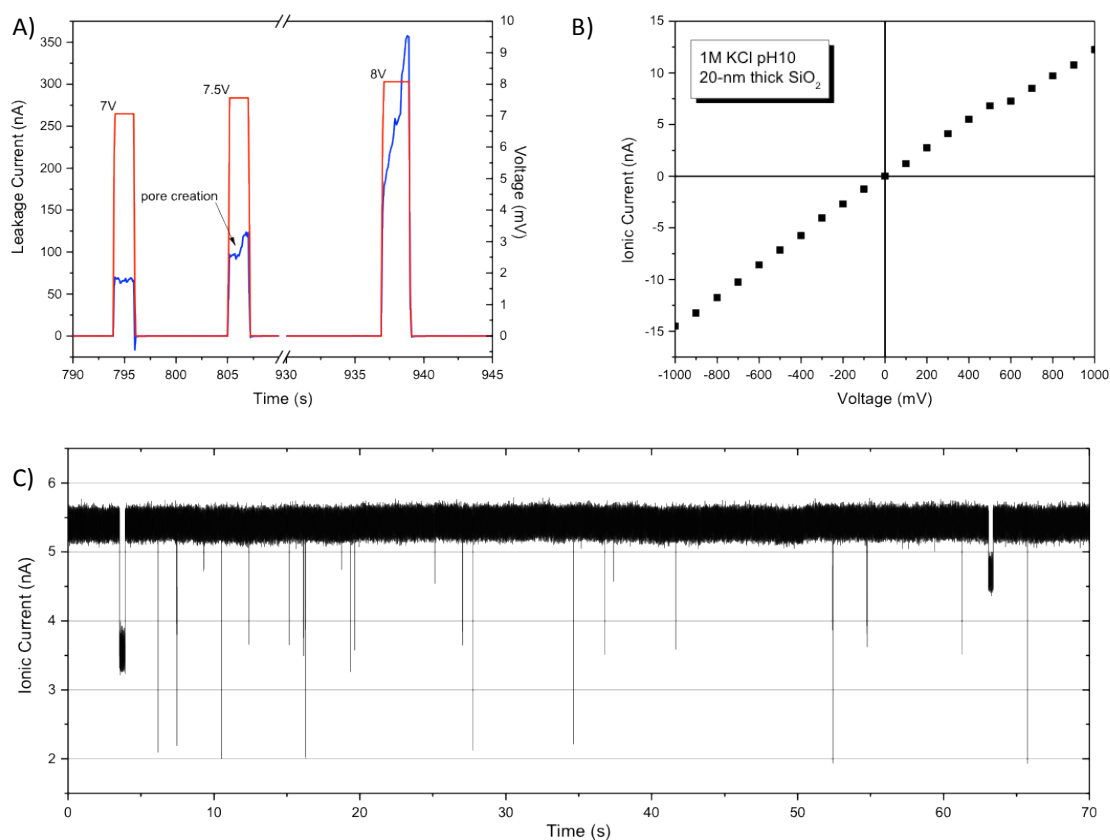 A)
350
300
250
200
150
100
50
0
Leakage Current (nA)
7V
7.5V
8V
pore creation
10
9
8
7
6
5
4
3
2
1
0
Voltage (mV)
790 795 800 805 930 935 940 945
Time (s)
B)
15
10
5
0
-5
-10
-15
Ionic Current (nA)
1M KCl pH10
20-nm thick SiO₂
-1000 -800 -600 -400 -200 0 200 400 600 800 1000
Voltage (mV)
C)
6
5
4
3
2
Ionic Current (nA)
0 10 20 30 40 50 60 70
Time (s)